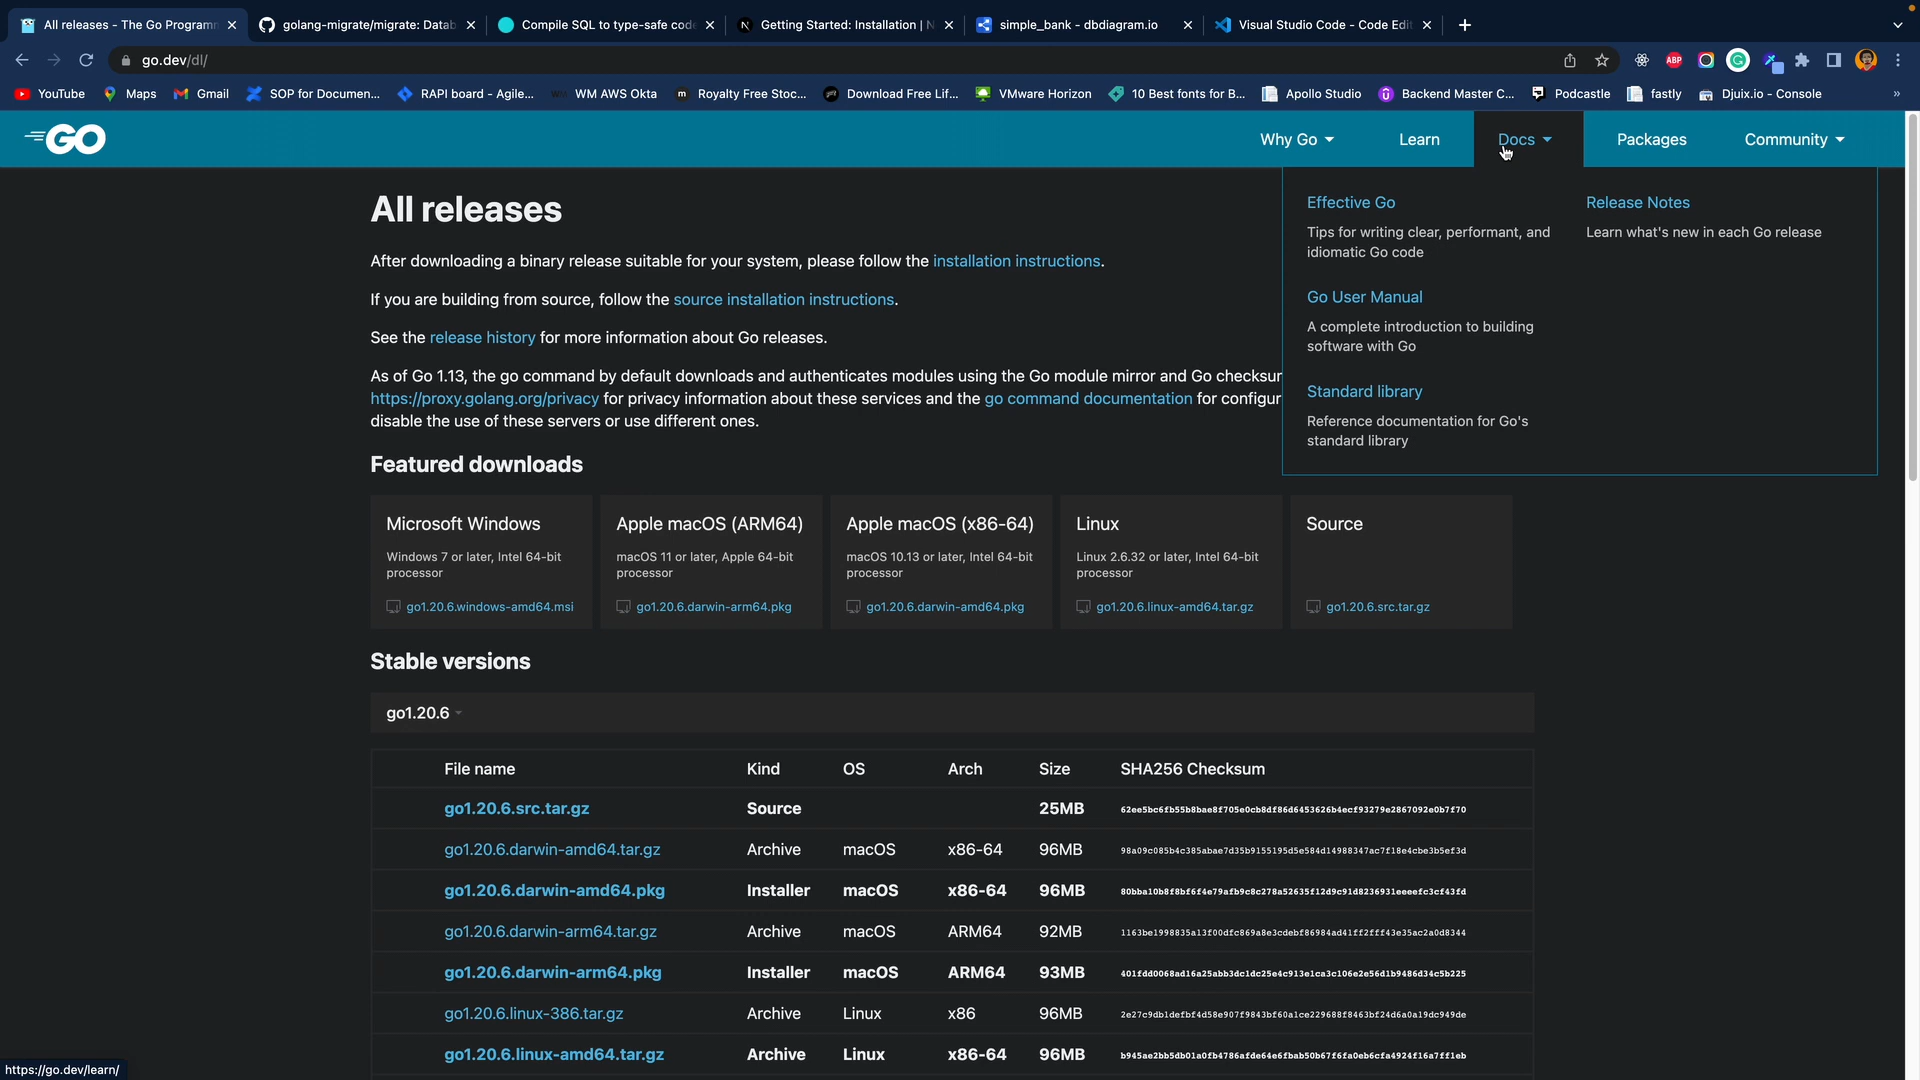 All releases - The Go Programm
golang-migrate/migrate: Datab
Compile SQL to type-safe code
Getting Started: Installation | N
simple_bank - dbdiagram.io
Visual Studio Code - Code Edit
go.dev/dl/
ABP
YouTube
Maps
Gmail
SOP for Documen...
RAPI board - Agile...
WM AWS Okta
Royalty Free Stoc...
Download Free Lif...
VMware Horizon
10 Best fonts for B...
Apollo Studio
Backend Master C...
Podcastle
fastly
Djuix.io - Console
»
GO
Why Go
Learn
Docs
Packages
Community
Effective Go
Tips for writing clear, performant, and
idiomatic Go code
Go User Manual
A complete introduction to building
software with Go
Standard library
Reference documentation for Go's
standard library
Release Notes
Learn what's new in each Go release
All releases
After downloading a binary release suitable for your system, please follow the installation instructions.
If you are building from source, follow the source installation instructions.
See the release history for more information about Go releases.
As of Go 1.13, the go command by default downloads and authenticates modules using the Go module mirror and Go checksur
https://proxy.golang.org/privacy for privacy information about these services and the go command documentation for configur
disable the use of these servers or use different ones.
Featured downloads
Microsoft Windows
Windows 7 or later, Intel 64-bit
processor
go1.20.6.windows-amd64.msi
Apple macOS (ARM64)
macOS 11 or later, Apple 64-bit
processor
go1.20.6.darwin-arm64.pkg
Apple macOS (x86-64)
macOS 10.13 or later, Intel 64-bit
processor
go1.20.6.darwin-amd64.pkg
Linux
Linux 2.6.32 or later, Intel 64-bit
processor
go1.20.6.linux-amd64.tar.gz
Source
go1.20.6.src.tar.gz
Stable versions
go1.20.6
File name Kind OS Arch Size SHA256 Checksum
go1.20.6.src.tar.gz Source 25MB 62ee5bc6fb55b8bae8f705e0cb8df86d6453626b4ecf93279e2867092e0b7f70
go1.20.6.darwin-amd64.tar.gz Archive macOS x86-64 96MB 98a09c085b4c385abae7d35b9155195d5e584d14988347ac7f18e4cbe3b5ef3d
go1.20.6.darwin-amd64.pkg Installer macOS x86-64 96MB 80bba10b8f8bf6f4e79afb9c8c278a52635f12d9c91d8236931eeeefc3cf43fd
go1.20.6.darwin-arm64.tar.gz Archive macOS ARM64 92MB 1163be1998835a13f00dfc869a8e3cdebf86984ad41ff2fff43e35ac2a0d8344
go1.20.6.darwin-arm64.pkg Installer macOS ARM64 93MB 401fdd0068ad16a25abb3dc1dc25e4c913e1ca3c106e2e56d1b9486d34c5b225
go1.20.6.linux-386.tar.gz Archive Linux x86 96MB 2e27c9db1defbf4d58e907f9843bf60a1ce229688f8463bf24d6a0a19dc949de
go1.20.6.linux-amd64.tar.gz Archive Linux x86-64 96MB b945ae2bb5db01a0fb4786afde64e6fbab50b67f6fa0eb6cfa4924f16a7ff1eb
https://go.dev/learn/